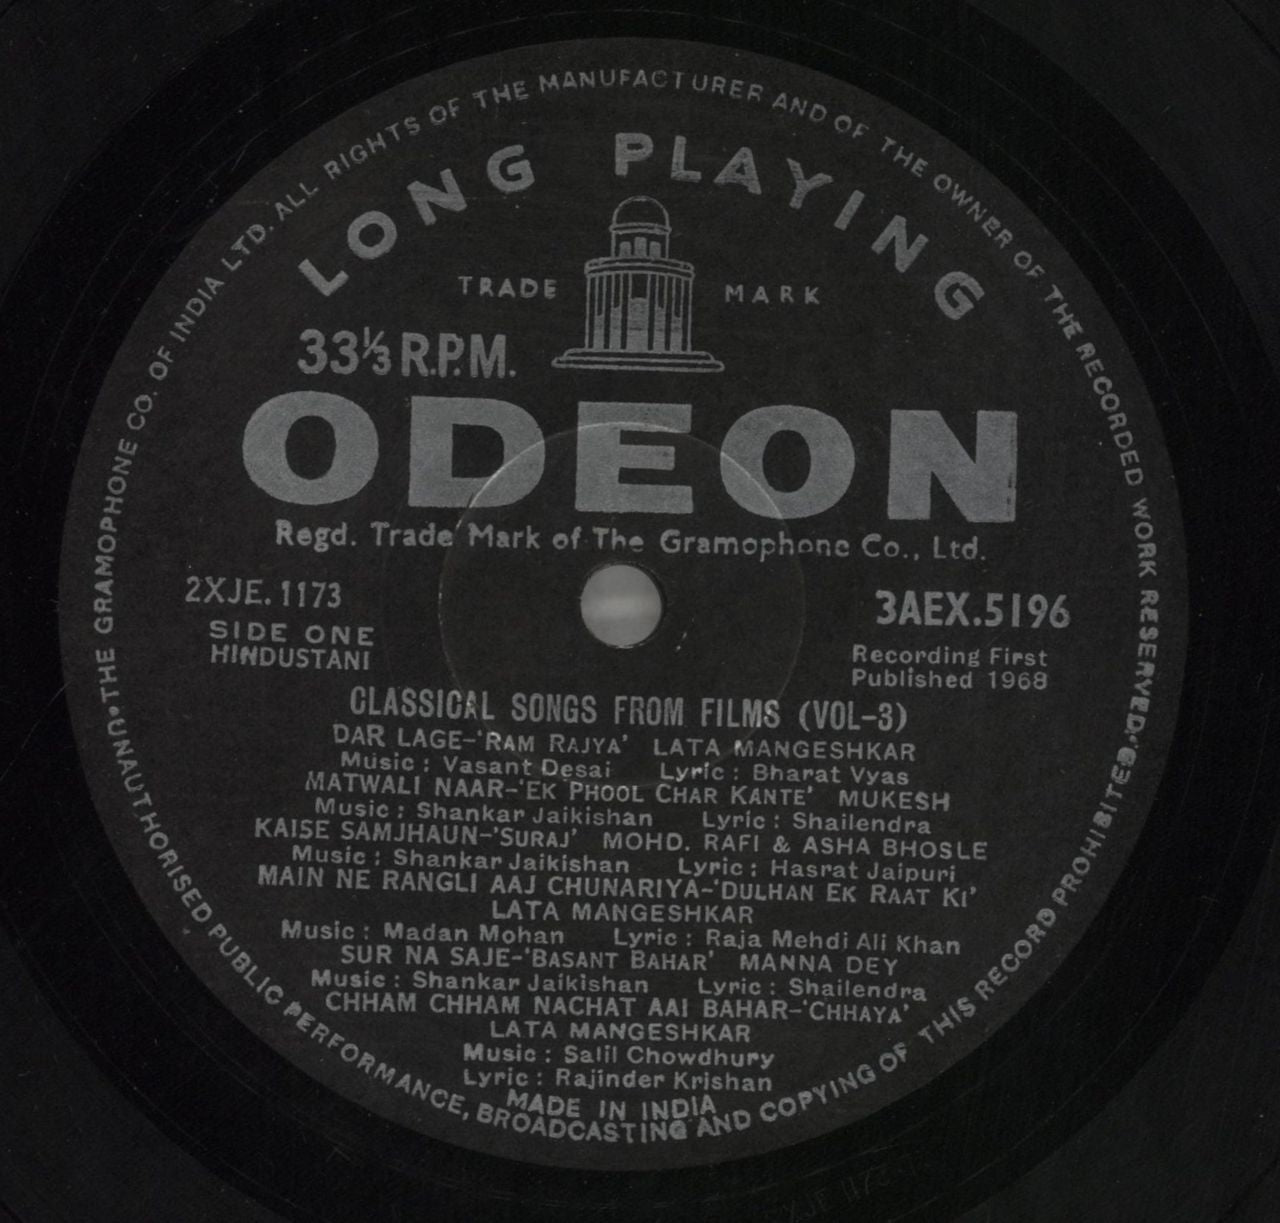 • THE GRAMOPHONE CO. OF INDIA LTD. ALL RIGHTS OF THE MANUFACTURER AND OF THE OWNER OF THE RECORDED WORK RESERVED • UNAUTHORISED PUBLIC PERFORMANCE, BROADCASTING AND COPYING OF THIS RECORD PROHIBITED
LONG PLAYING
TRADE MARK
33⅓ R.P.M.
ODEON
Regd. Trade Mark of The Gramophone Co., Ltd.
2XJE.1173
SIDE ONE
HINDUSTANI
3AEX.5196
Recording First
Published 1968
CLASSICAL SONGS FROM FILMS (VOL-3)
DAR LAGE-'RAM RAJYA' LATA MANGESHKAR
Music : Vasant Desai Lyric : Bharat Vyas
MATWALI NAAR-'EK PHOOL CHAR KANTE' MUKESH
Music : Shankar Jaikishan Lyric : Shailendra
KAISE SAMJHAUN-'SURAJ' MOHD. RAFI & ASHA BHOSLE
Music : Shankar Jaikishan Lyric : Hasrat Jaipuri
MAIN NE RANGLI AAJ CHUNARIYA-'DULHAN EK RAAT KI'
LATA MANGESHKAR
Music : Madan Mohan Lyric : Raja Mehdi Ali Khan
SUR NA SAJE-'BASANT BAHAR' MANNA DEY
Music : Shankar Jaikishan Lyric : Shailendra
CHHAM CHHAM NACHAT AAI BAHAR-'CHHAYA'
LATA MANGESHKAR
Music : Salil Chowdhury
Lyric : Rajinder Krishan
MADE IN INDIA